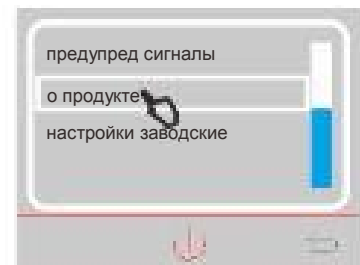 предупред сигналы
о продукте
настройки заводские